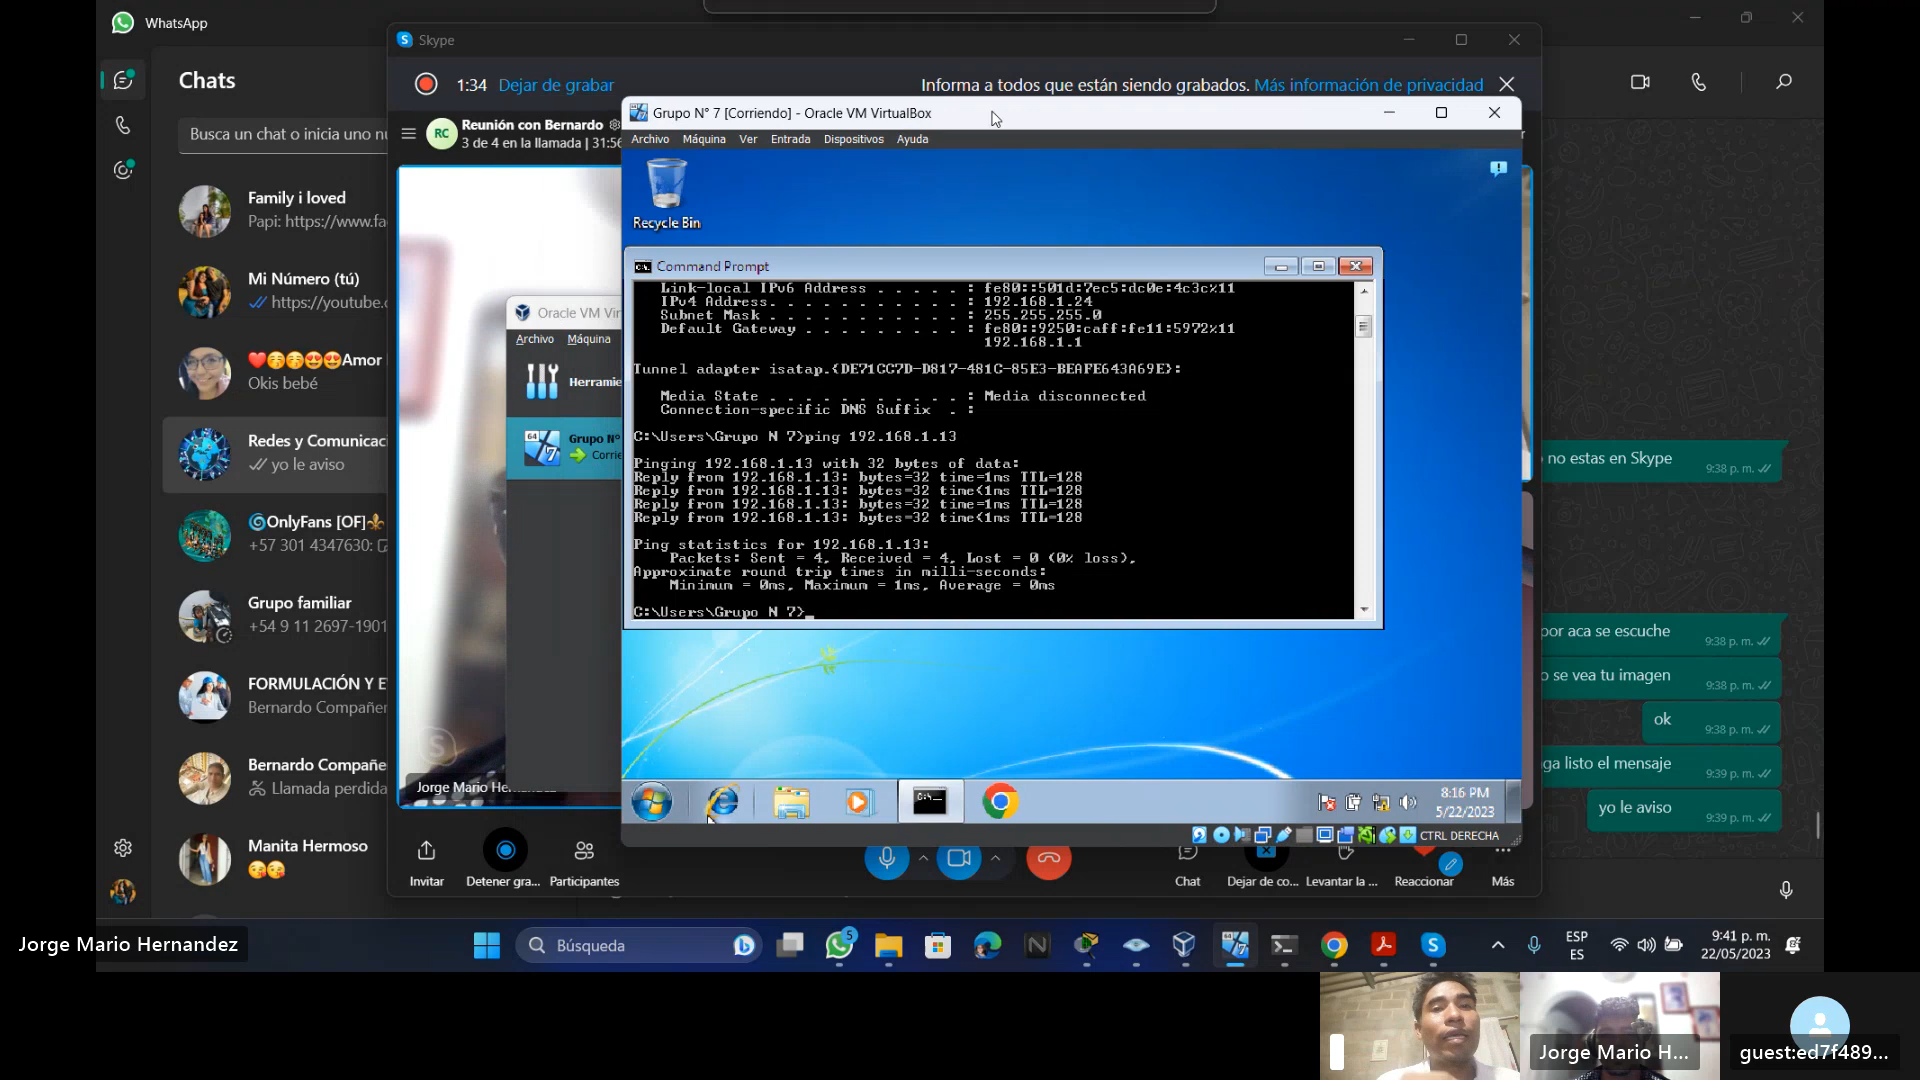 WhatsApp
Chats
Busca un chat o inicia uno nu
Family i loved
Papi: https://www.fa
Mi Número (tú)
https://youtube.c
❤😚😚😍😍Amor
Okis bebé
Redes y Comunicac
yo le aviso
🌀OnlyFans [OF]⚜
+57 301 4347630:
Grupo familiar
+54 9 11 2697-1901
FORMULACIÓN Y E
Bernardo Compañe
Bernardo Compañe
Llamada perdida
Manita Hermoso
😘😘
Skype
1:34 Dejar de grabar
Informa a todos que están siendo grabados. Más información de privacidad
RC
Reunión con Bernardo
3 de 4 en la llamada | 31:56
Oracle VM Vir
Archivo Máquina
Herramie
64
Grupo N°
Corrie
Jorge Mario Hernandez
Grupo N° 7 [Corriendo] - Oracle VM VirtualBox
Archivo Máquina Ver Entrada Dispositivos Ayuda
Recycle Bin
Command Prompt
Link-local IPv6 Address . . . . . : fe80::501d:7ec5:dc0e:4c3c%11
IPv4 Address. . . . . . . . . . . : 192.168.1.24
Subnet Mask . . . . . . . . . . . : 255.255.255.0
Default Gateway . . . . . . . . . : fe80::9250:caff:fe11:5972%11
192.168.1.1
Tunnel adapter isatap.{DE71CC7D-D817-481C-85E3-BEAFE643A69E}:
Media State . . . . . . . . . . . : Media disconnected
Connection-specific DNS Suffix . :
C:\Users\Grupo N 7>ping 192.168.1.13
Pinging 192.168.1.13 with 32 bytes of data:
Reply from 192.168.1.13: bytes=32 time=1ms TTL=128
Reply from 192.168.1.13: bytes=32 time<1ms TTL=128
Reply from 192.168.1.13: bytes=32 time=1ms TTL=128
Reply from 192.168.1.13: bytes=32 time<1ms TTL=128
Ping statistics for 192.168.1.13:
Packets: Sent = 4, Received = 4, Lost = 0 (0% loss),
Approximate round trip times in milli-seconds:
Minimum = 0ms, Maximum = 1ms, Average = 0ms
C:\Users\Grupo N 7>_
8:16 PM
5/22/2023
CTRL DERECHA
no estas en Skype
9:38 p. m.
por aca se escuche
9:38 p. m.
o se vea tu imagen
9:38 p. m.
ok
9:38 p. m.
ga listo el mensaje
9:39 p. m.
yo le aviso
9:39 p. m.
Invitar Detener gra... Participantes Chat Dejar de co... Levantar la ... Reaccionar Más
Búsqueda
5
ESP
ES
9:41 p. m.
22/05/2023
Jorge Mario Hernandez
Jorge Mario H...
guest:ed7f489...